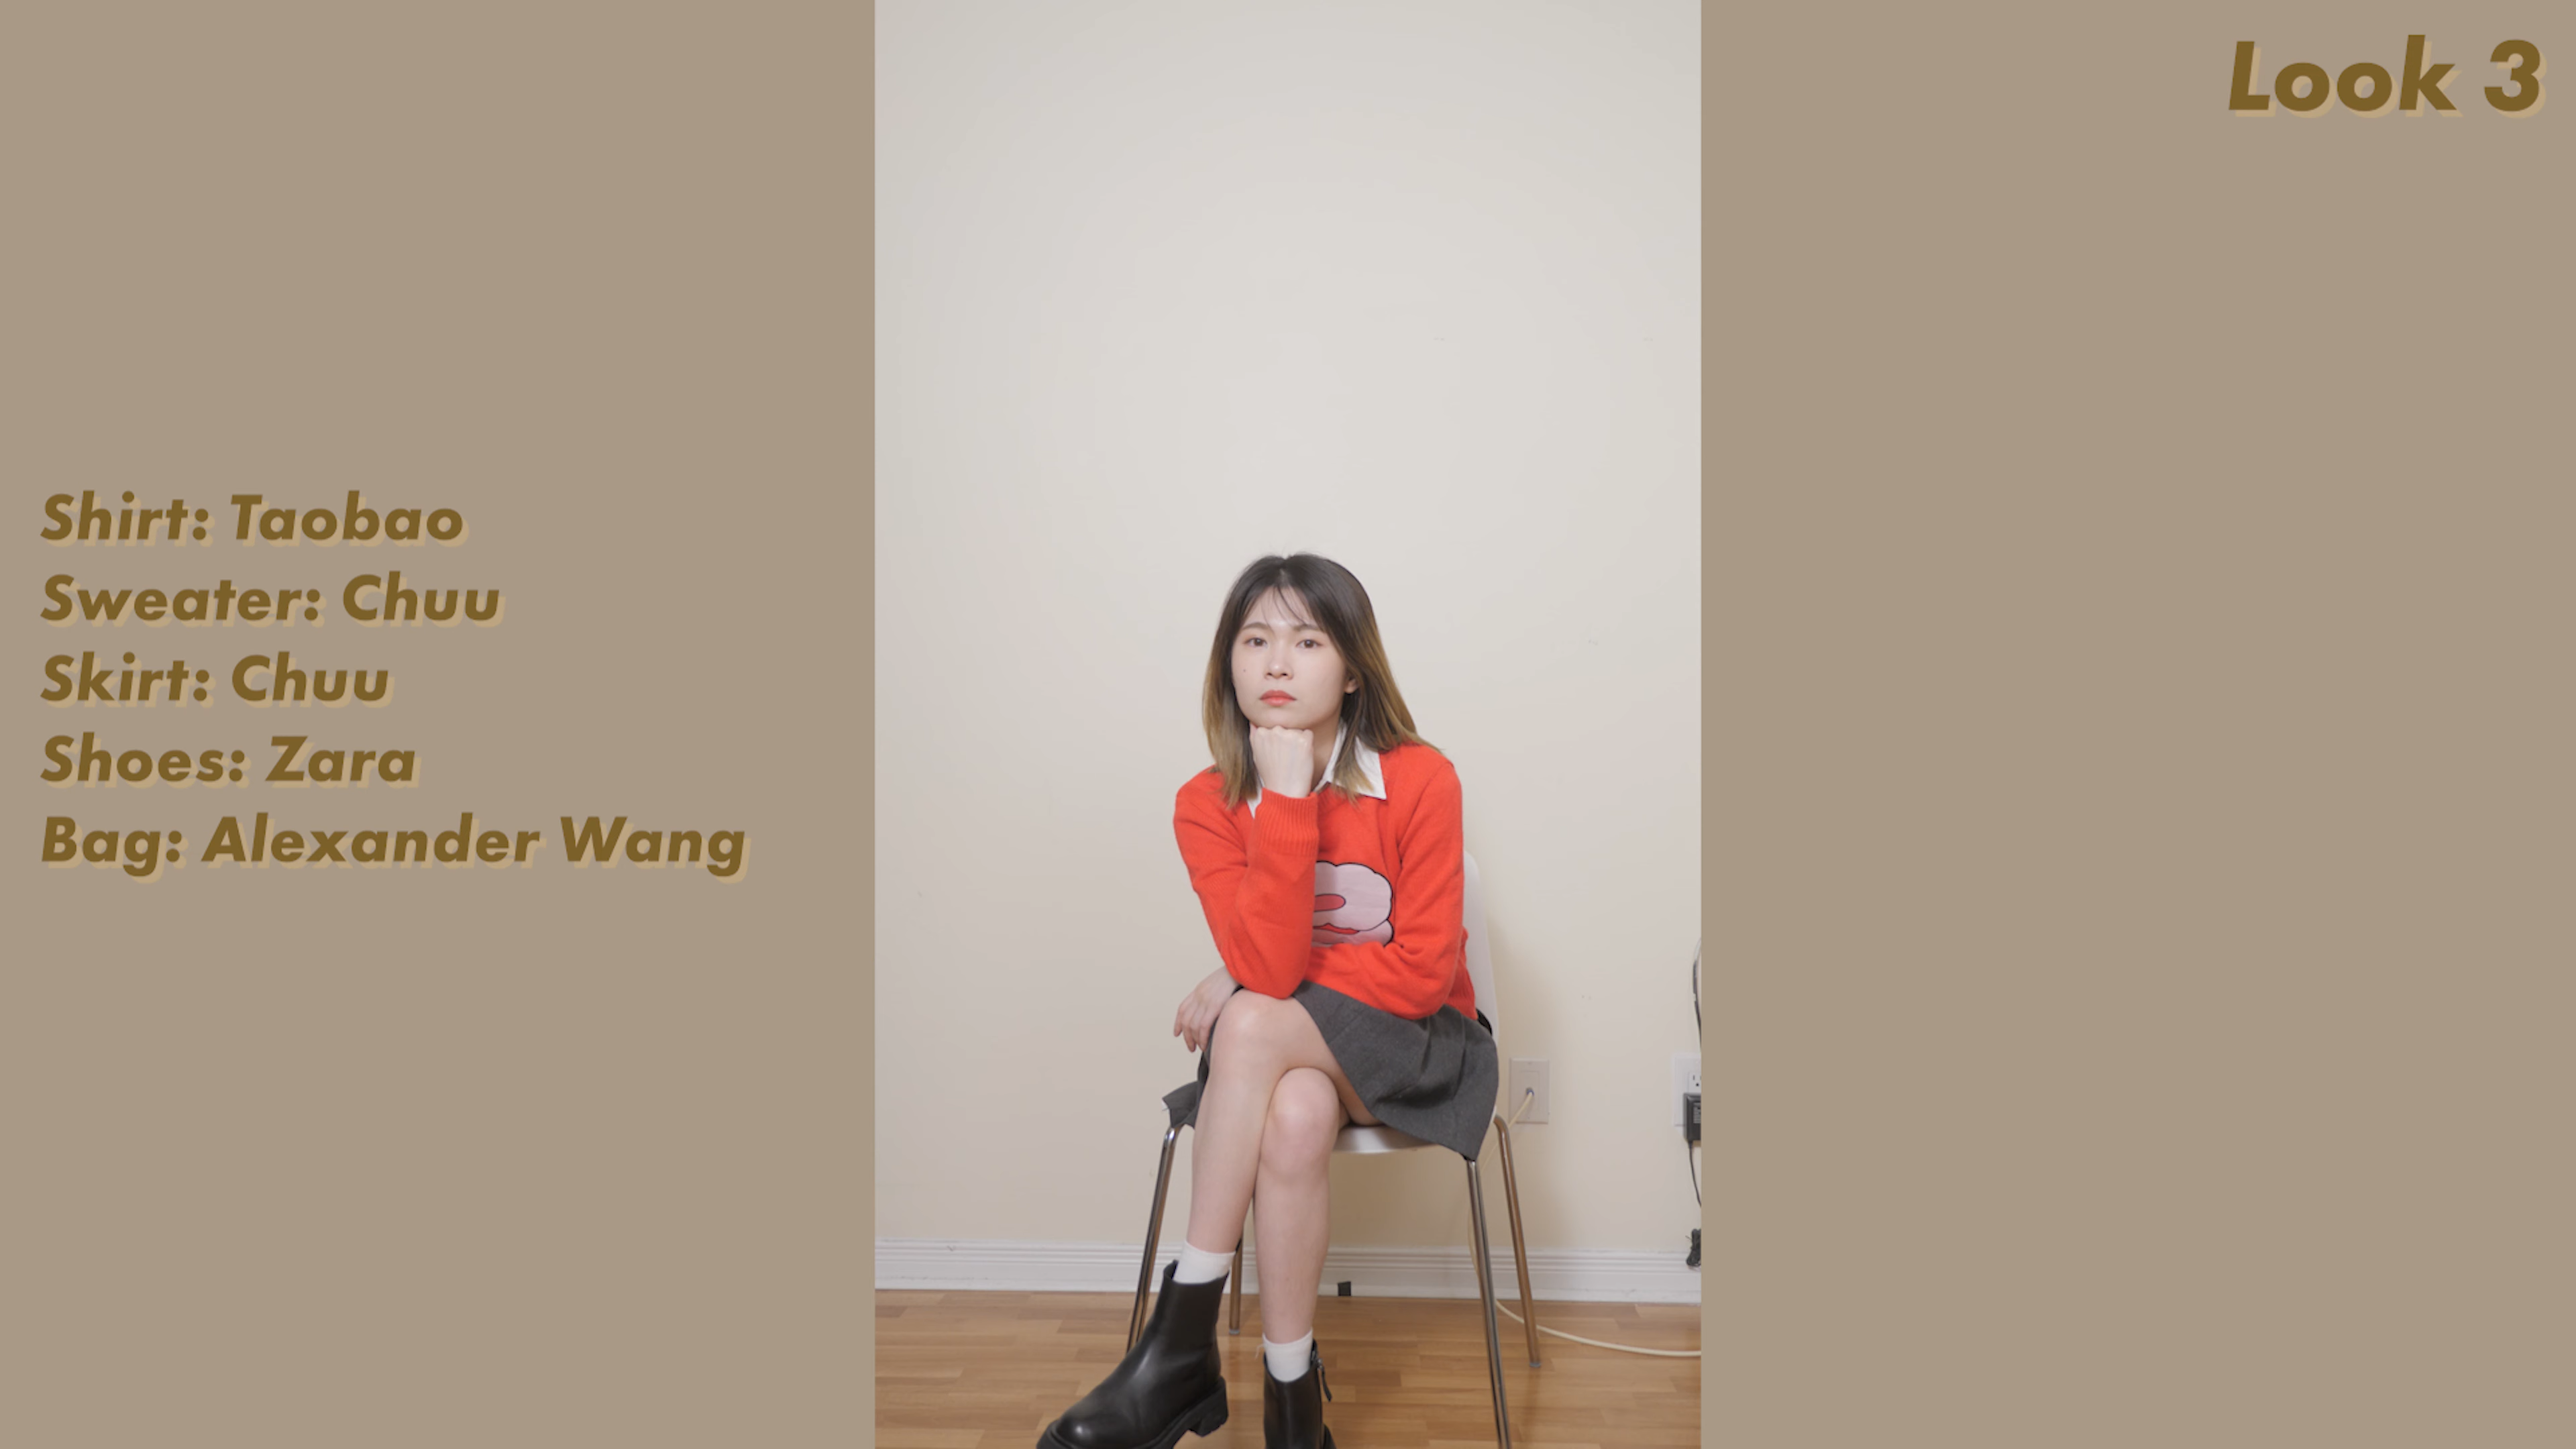 Look 3
Shirt: Taobao
Sweater: Chuu
Skirt: Chuu
Shoes: Zara
Bag: Alexander Wang